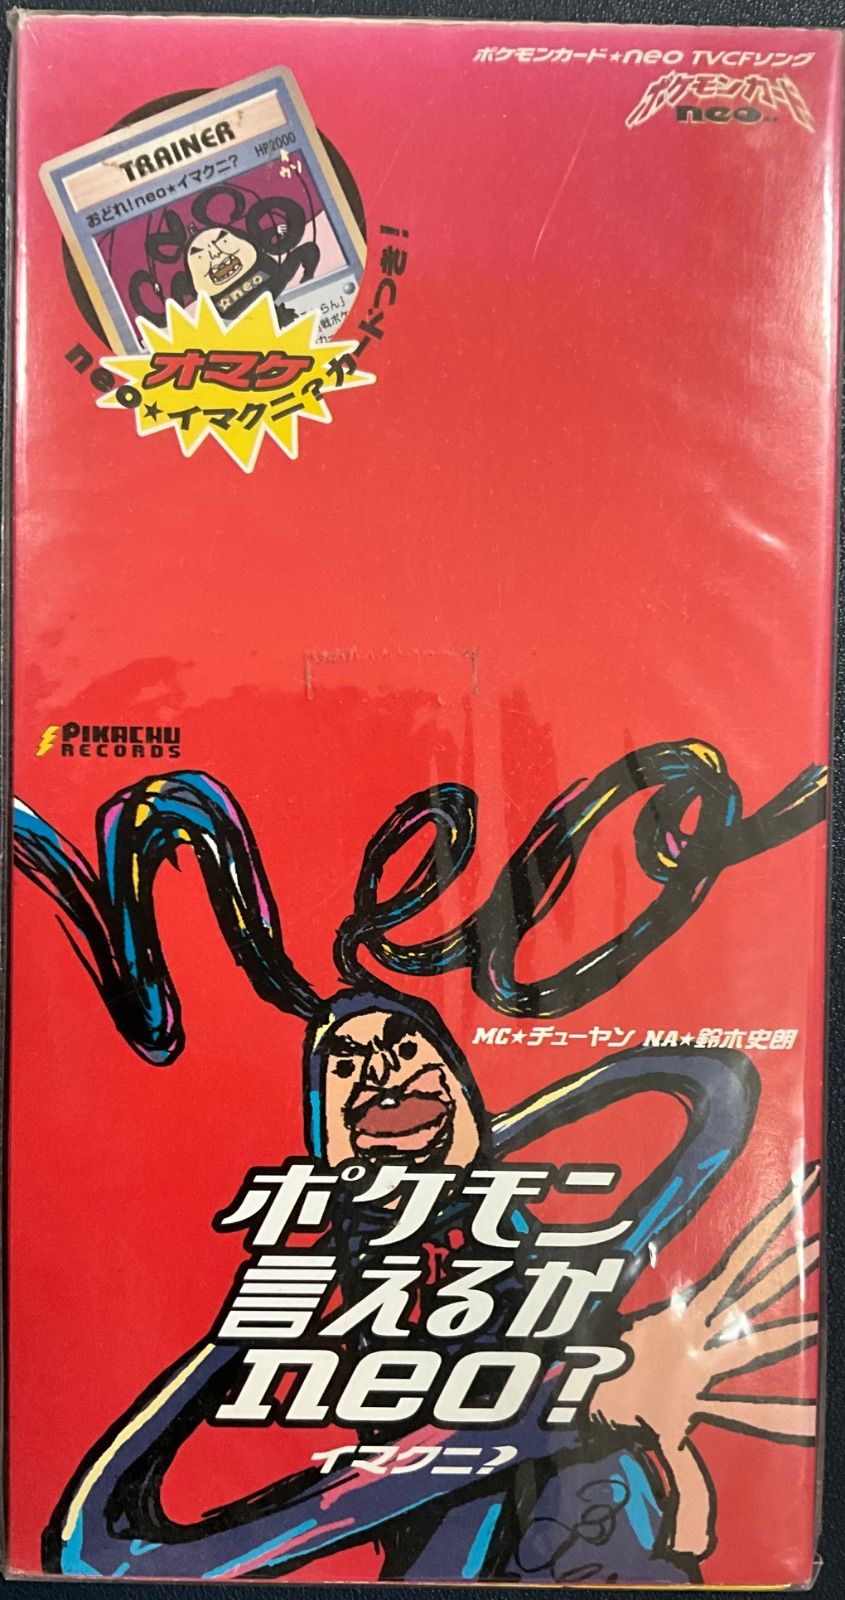 ポケモンカード★neo TVCFソング
ポケモンカード
neo
TRAINER
おどれ!neo★イマクニ? HP2000
ウソ
☆neo
オマケ
neo★イマクニ?カードつき!
PIKACHU
RECORDS
neo
MC★チューヤン NA★鈴木史朗
ポケモン
言えるか
neo?
イマクニ?